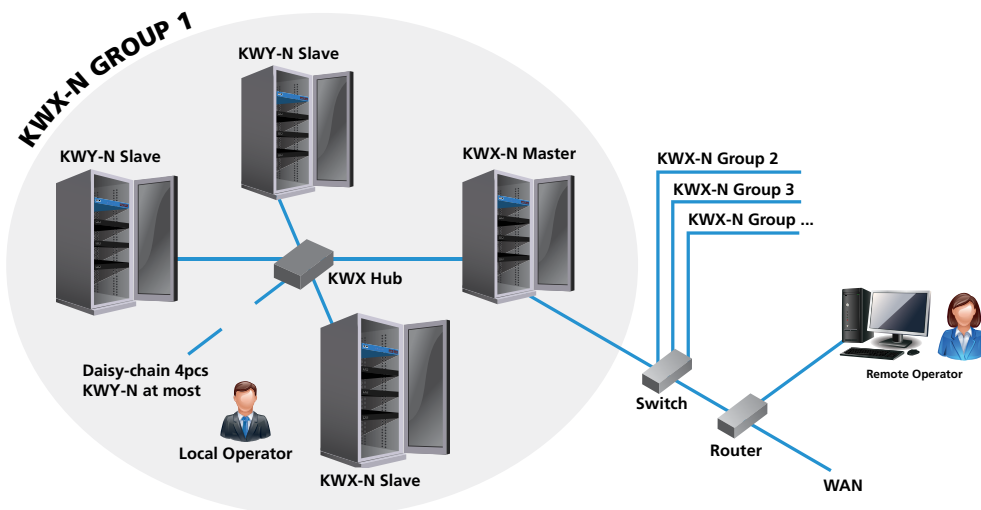 KWX-N GROUP 1
KWY-N Slave
KWY-N Slave
KWX-N Master
KWX Hub
Daisy-chain 4pcs
KWY-N at most
Local Operator
KWX-N Slave
KWX-N Group 2
KWX-N Group 3
KWX-N Group ...
Switch
Router
Remote Operator
WAN